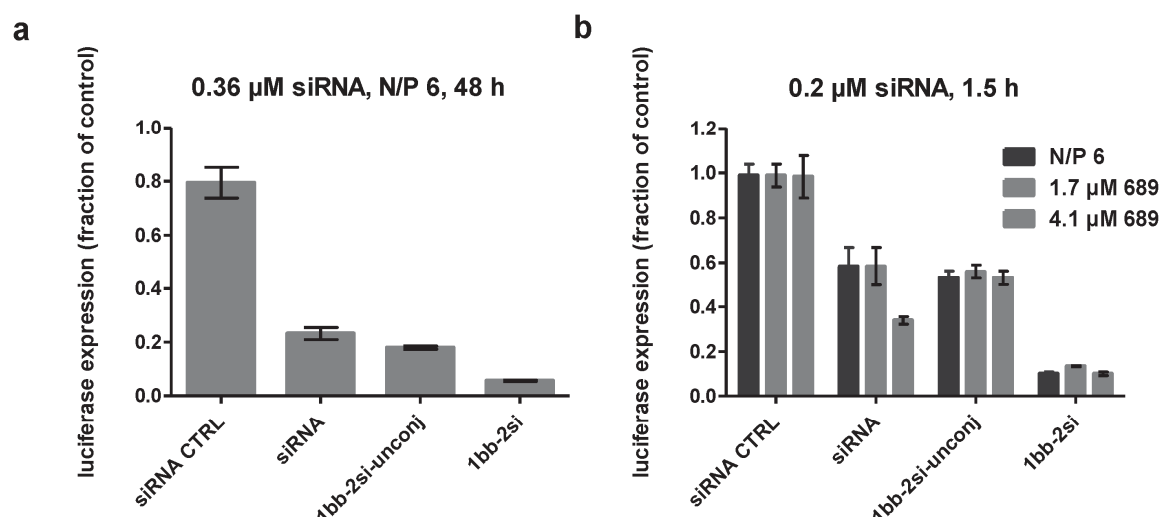 a
0.36 µM siRNA, N/P 6, 48 h
luciferase expression (fraction of control)
1.0
0.8
0.6
0.4
0.2
0.0
siRNA CTRL
siRNA
1bb-2si-unconj
1bb-2si
b
0.2 µM siRNA, 1.5 h
luciferase expression (fraction of control)
1.2
1.0
0.8
0.6
0.4
0.2
0.0
N/P 6
1.7 µM 689
4.1 µM 689
siRNA CTRL
siRNA
1bb-2si-unconj
1bb-2si